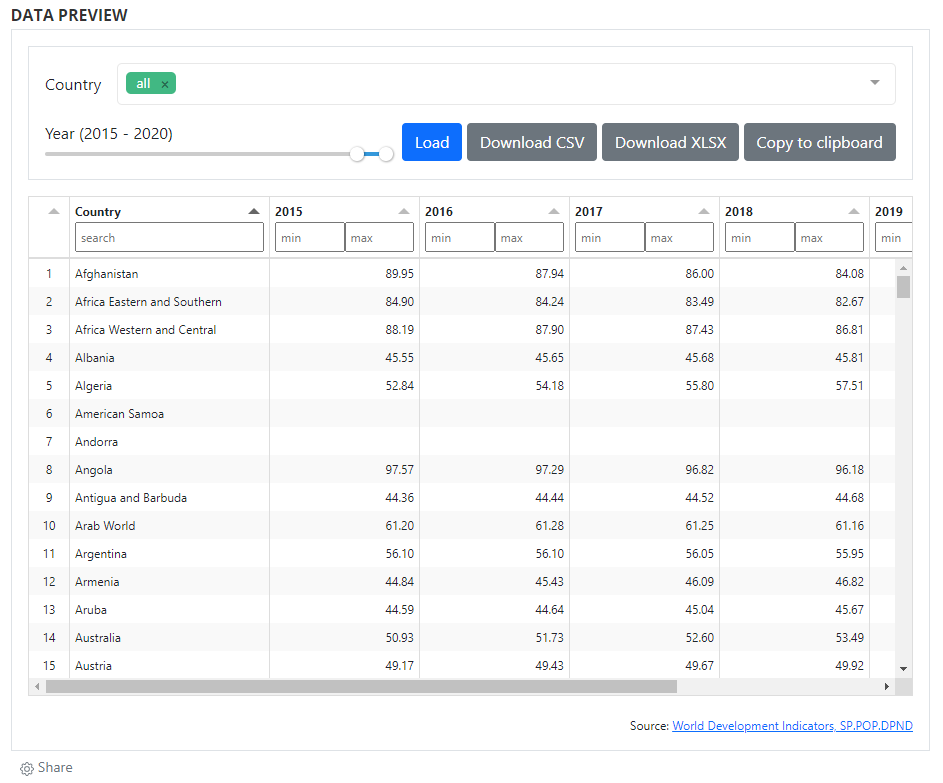 DATA PREVIEW
Country all ×
Year (2015 - 2020)
Load Download CSV Download XLSX Copy to clipboard
Country 2015 2016 2017 2018 2019
search min max min max min max min max min
1 Afghanistan 89.95 87.94 86.00 84.08
2 Africa Eastern and Southern 84.90 84.24 83.49 82.67
3 Africa Western and Central 88.19 87.90 87.43 86.81
4 Albania 45.55 45.65 45.68 45.81
5 Algeria 52.84 54.18 55.80 57.51
6 American Samoa
7 Andorra
8 Angola 97.57 97.29 96.82 96.18
9 Antigua and Barbuda 44.36 44.44 44.52 44.68
10 Arab World 61.20 61.28 61.25 61.16
11 Argentina 56.10 56.10 56.05 55.95
12 Armenia 44.84 45.43 46.09 46.82
13 Aruba 44.59 44.64 45.04 45.67
14 Australia 50.93 51.73 52.60 53.49
15 Austria 49.17 49.43 49.67 49.92
Source: World Development Indicators, SP.POP.DPND
Share